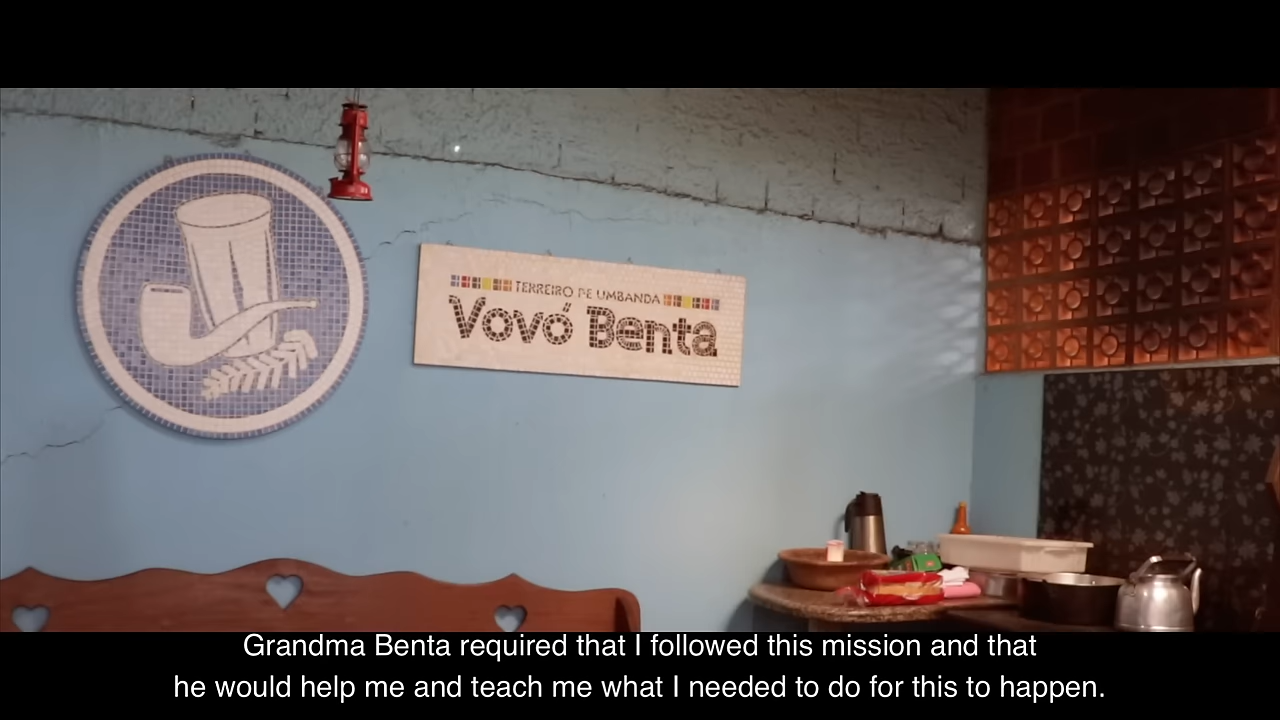 TERREIRO DE UMBANDA
Vovó Benta
Grandma Benta required that I followed this mission and that
he would help me and teach me what I needed to do for this to happen.